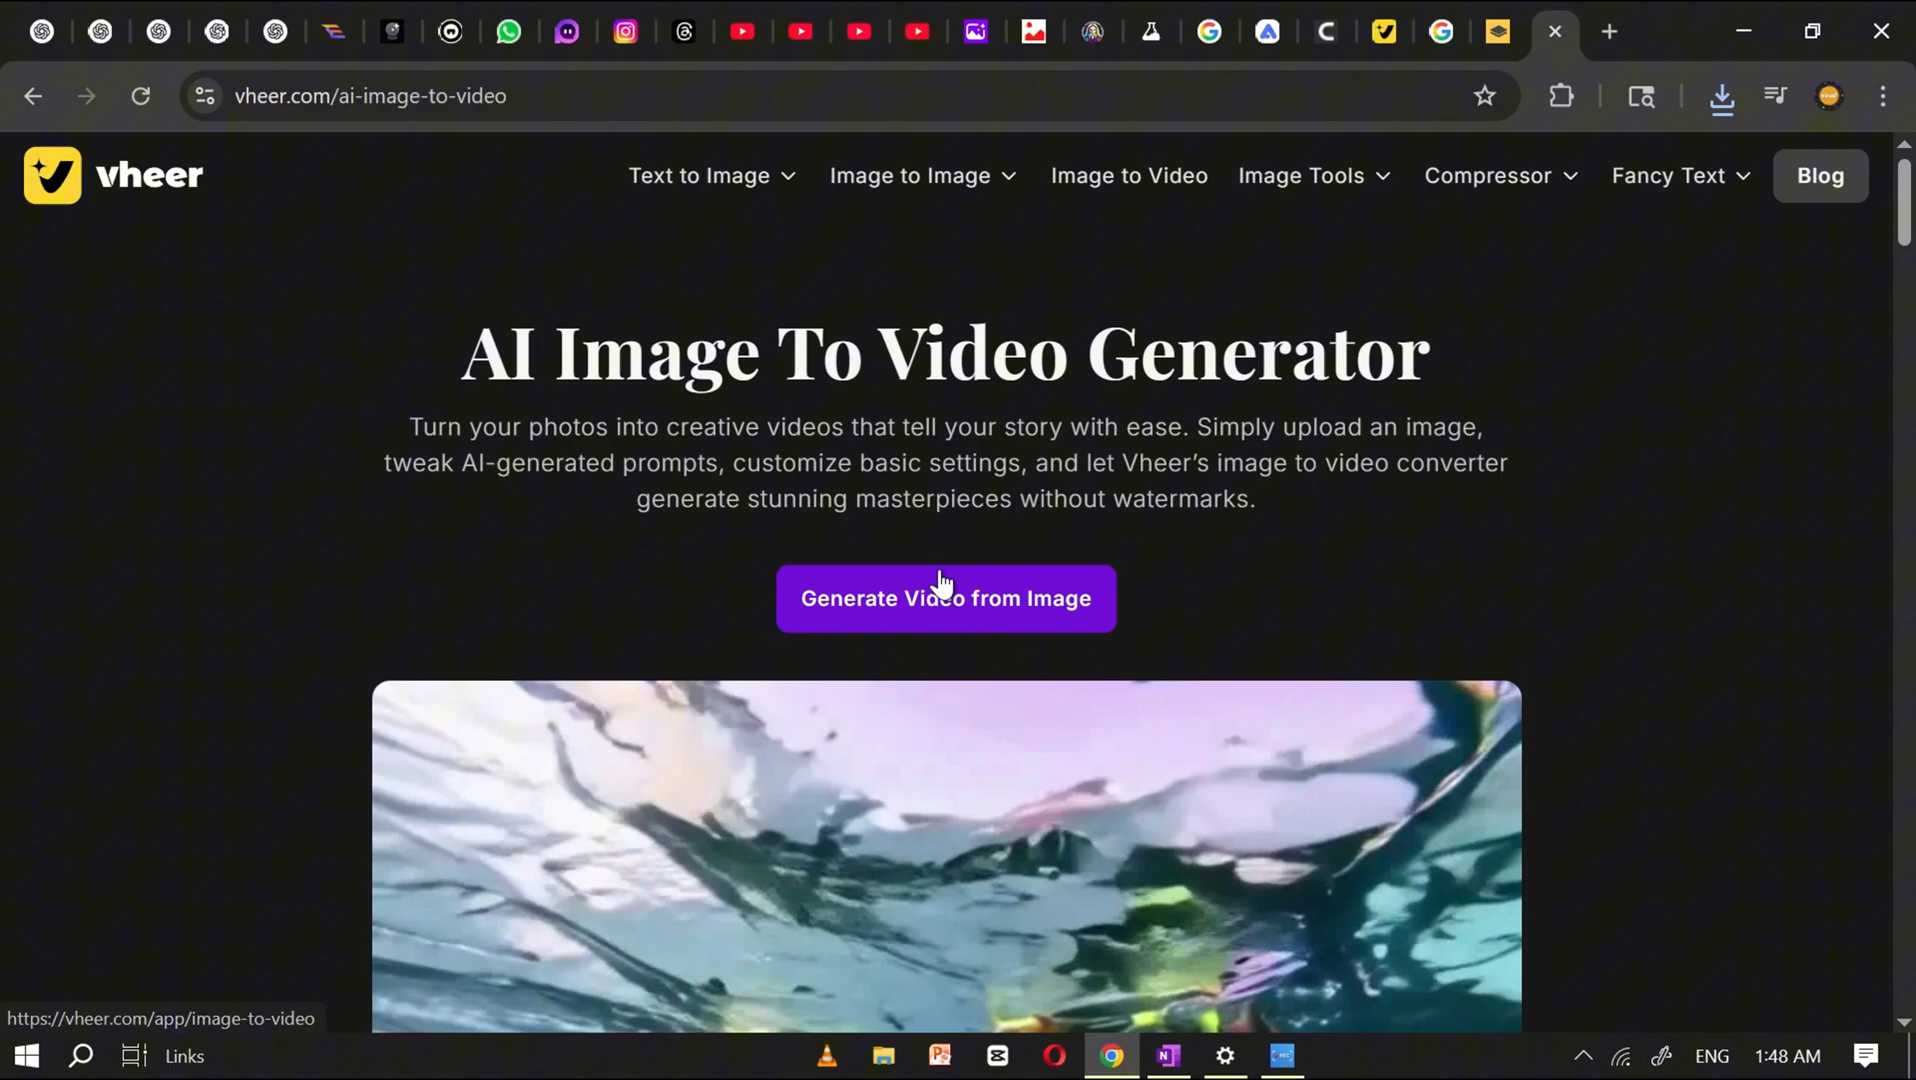 vheer.com/ai-image-to-video
vheer
Text to Image
Image to Image
Image to Video
Image Tools
Compressor
Fancy Text
Blog
AI Image To Video Generator
Turn your photos into creative videos that tell your story with ease. Simply upload an image,
tweak AI-generated prompts, customize basic settings, and let Vheer's image to video converter
generate stunning masterpieces without watermarks.
Generate Video from Image
https://vheer.com/app/image-to-video
Links
ENG
1:48 AM